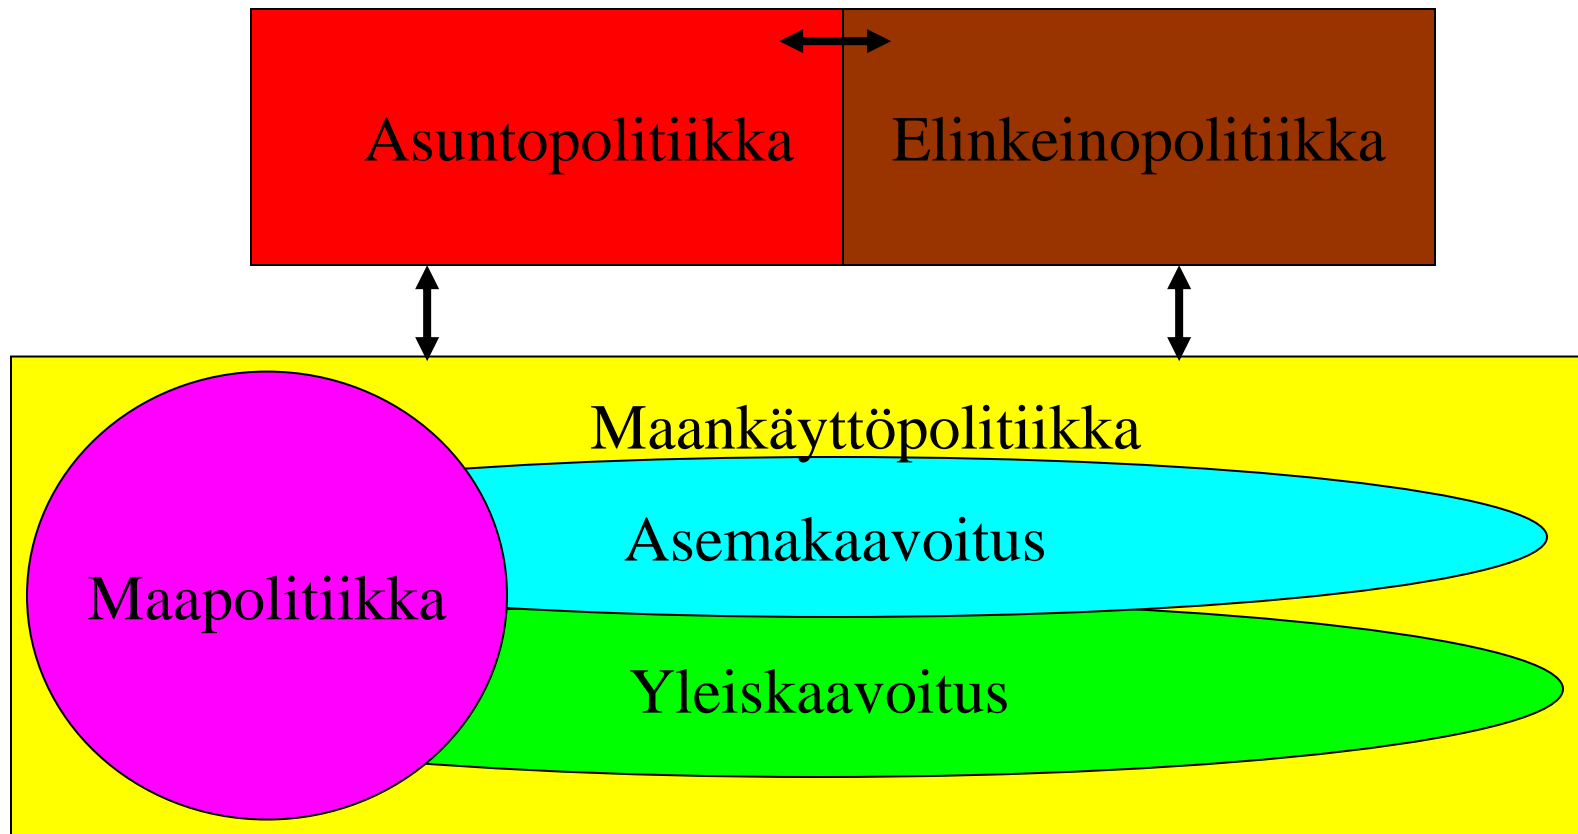 Asuntopolitiikka
Elinkeinopolitiikka
Maankäyttöpolitiikka
Asemakaavoitus
Maapolitiikka
Yleiskaavoitus